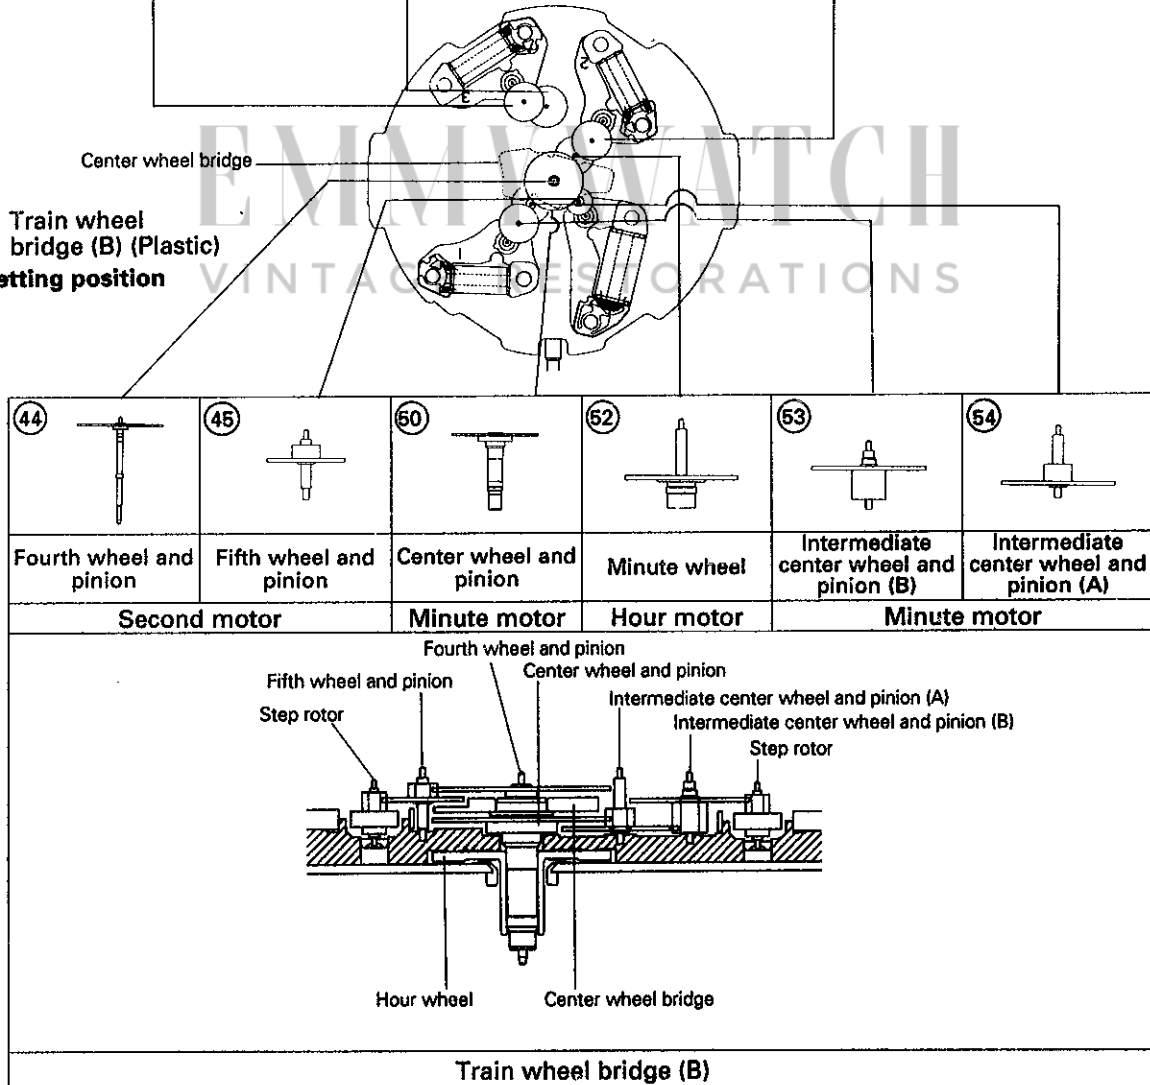 E
2
1
EMMYWATCH
VINTAGE RESTORATIONS
Center wheel bridge
Train wheel
bridge (B) (Plastic)
etting position
44
45
50
52
53
54
Fourth wheel and
pinion
Fifth wheel and
pinion
Center wheel and
pinion
Minute wheel
Intermediate
center wheel and
pinion (B)
Intermediate
center wheel and
pinion (A)
Second motor
Minute motor
Hour motor
Minute motor
Fourth wheel and pinion
Center wheel and pinion
Fifth wheel and pinion
Intermediate center wheel and pinion (A)
Step rotor
Intermediate center wheel and pinion (B)
Step rotor
Hour wheel
Center wheel bridge
Train wheel bridge (B)